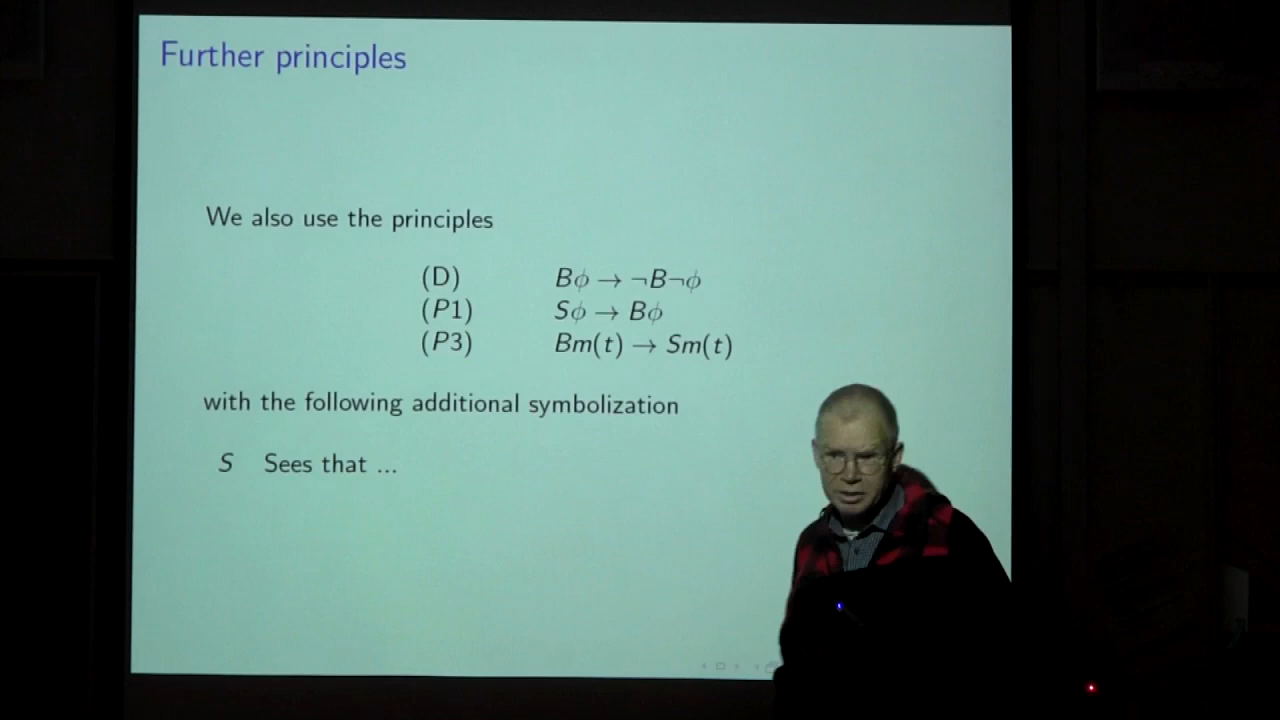 Further principles
We also use the principles
(D) Bϕ → ¬B¬ϕ
(P1) Sϕ → Bϕ
(P3) Bm(t) → Sm(t)
with the following additional symbolization
S Sees that ...